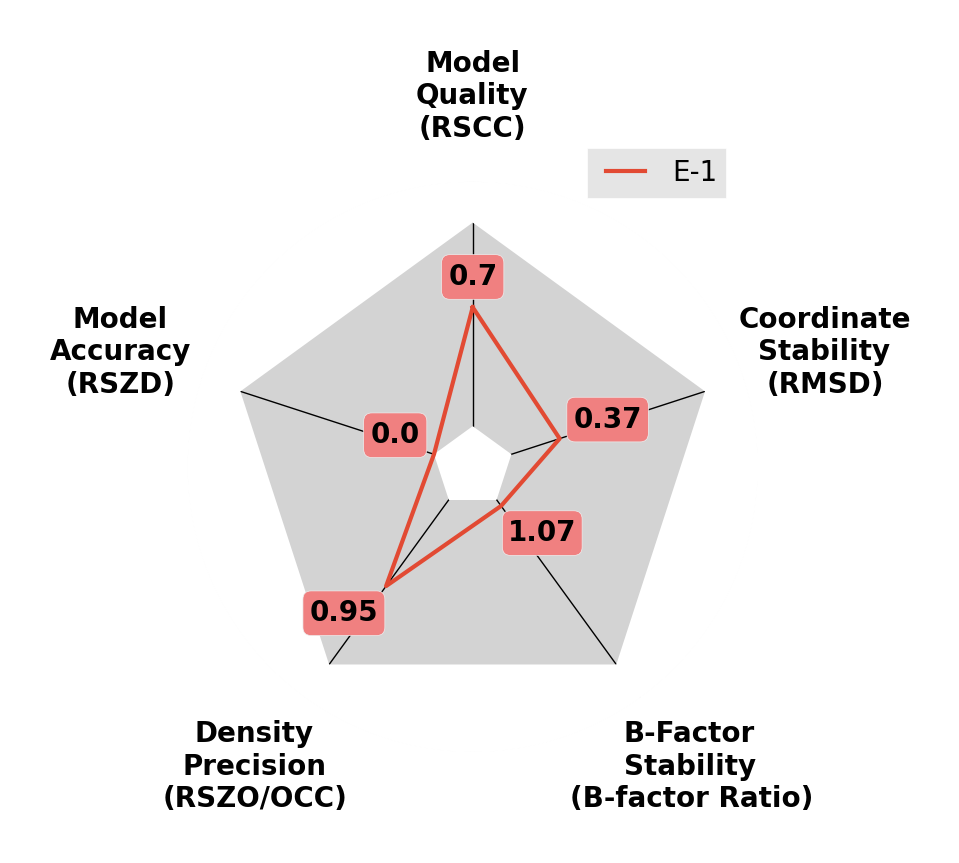 Model
Quality
(RSCC)
E-1
0.7
Model
Accuracy
(RSZD)
Coordinate
Stability
(RMSD)
0.37
0.0
1.07
0.95
Density
Precision
(RSZO/OCC)
B-Factor
Stability
(B-factor Ratio)